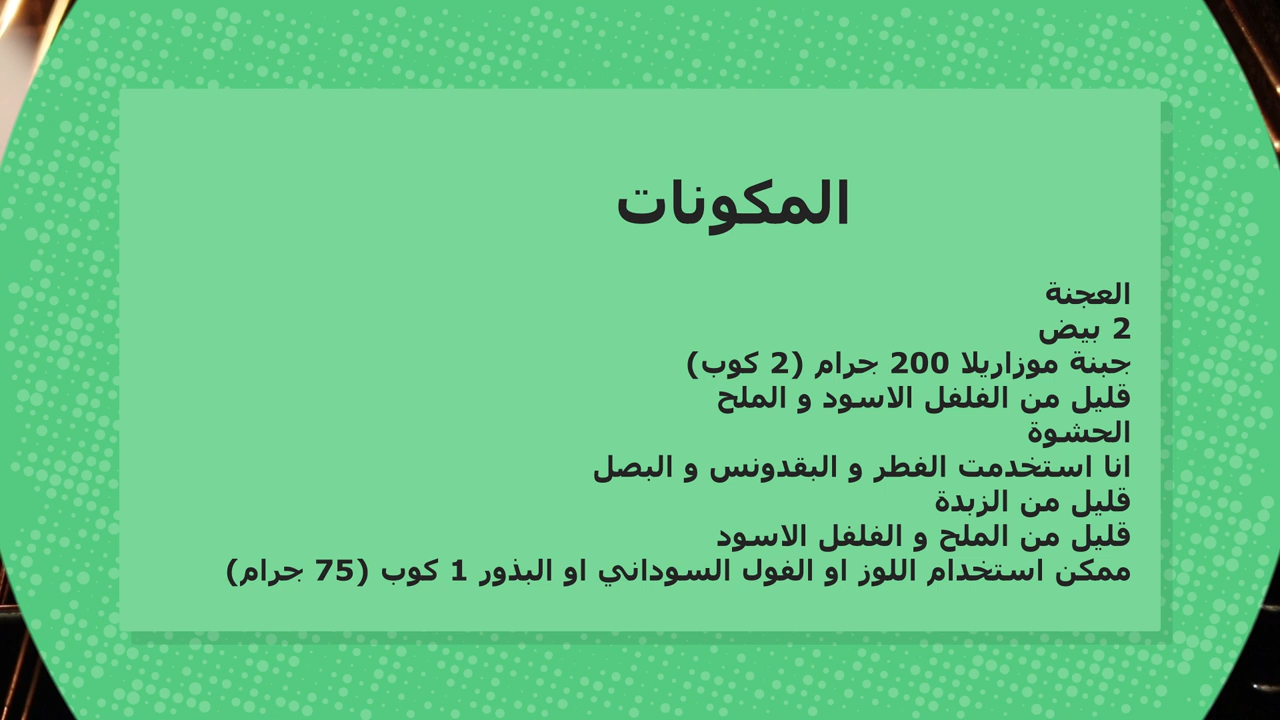 المكونات
العجنة
2 بيض
جبنة موزاريلا 200 جرام (2 كوب)
قليل من الفلفل الاسود و الملح
الحشوة
انا استخدمت الفطر و البقدونس و البصل
قليل من الزبدة
قليل من الملح و الفلفل الاسود
ممكن استخدام اللوز او الفول السوداني او البذور 1 كوب (75 جرام)